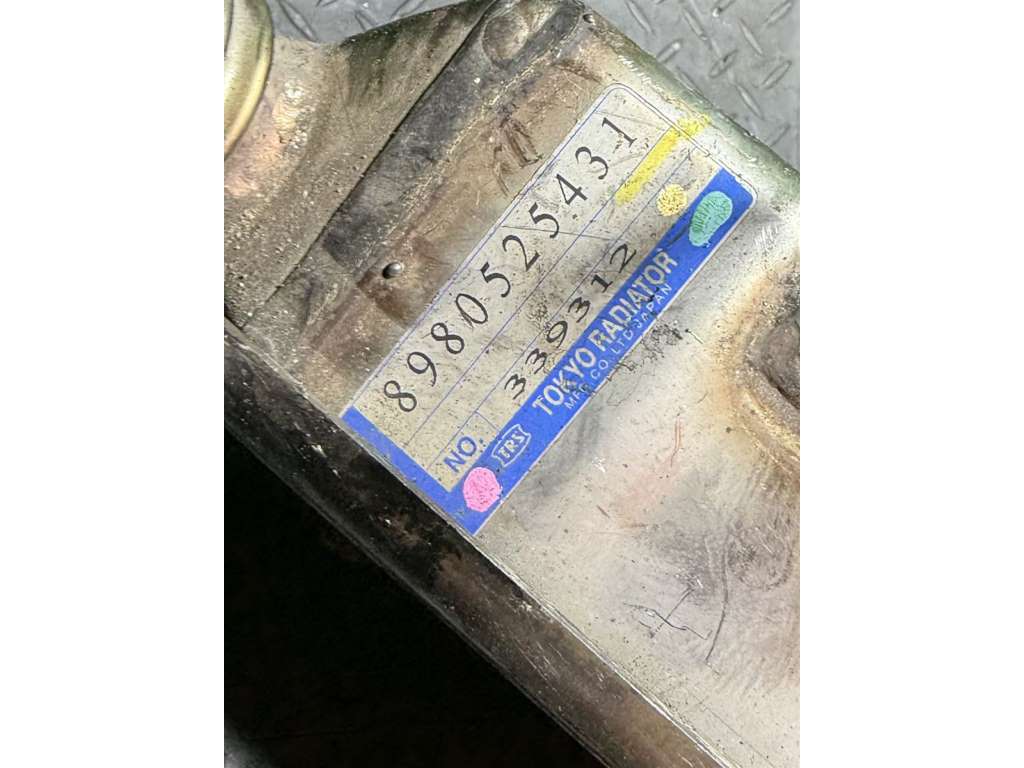 8980525431
NO. 339312
TRS TOKYO RADIATOR
MFG. CO. LTD JAPAN